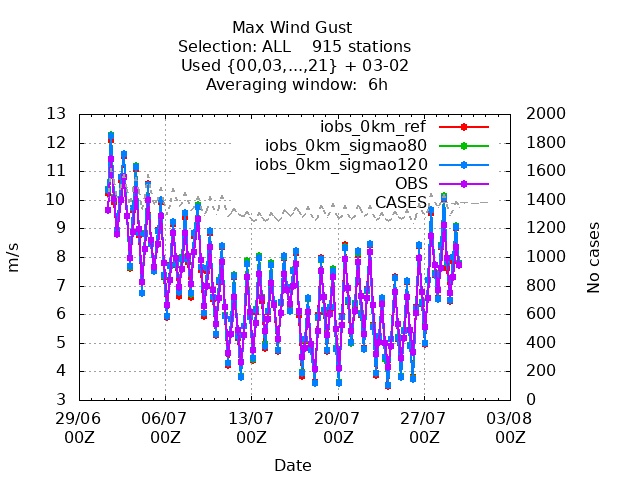 Max Wind Gust
Selection: ALL    915 stations
Used {00,03,...,21} + 03-02
Averaging window:  6h
13
12
11
10
9
8
7
6
5
4
3
m/s
2000
1800
1600
1400
1200
1000
800
600
400
200
0
No cases
iobs_0km_ref
iobs_0km_sigmao80
iobs_0km_sigmao120
OBS
CASES
29/06 06/07 13/07 20/07 27/07 03/08
00Z 00Z 00Z 00Z 00Z 00Z
Date